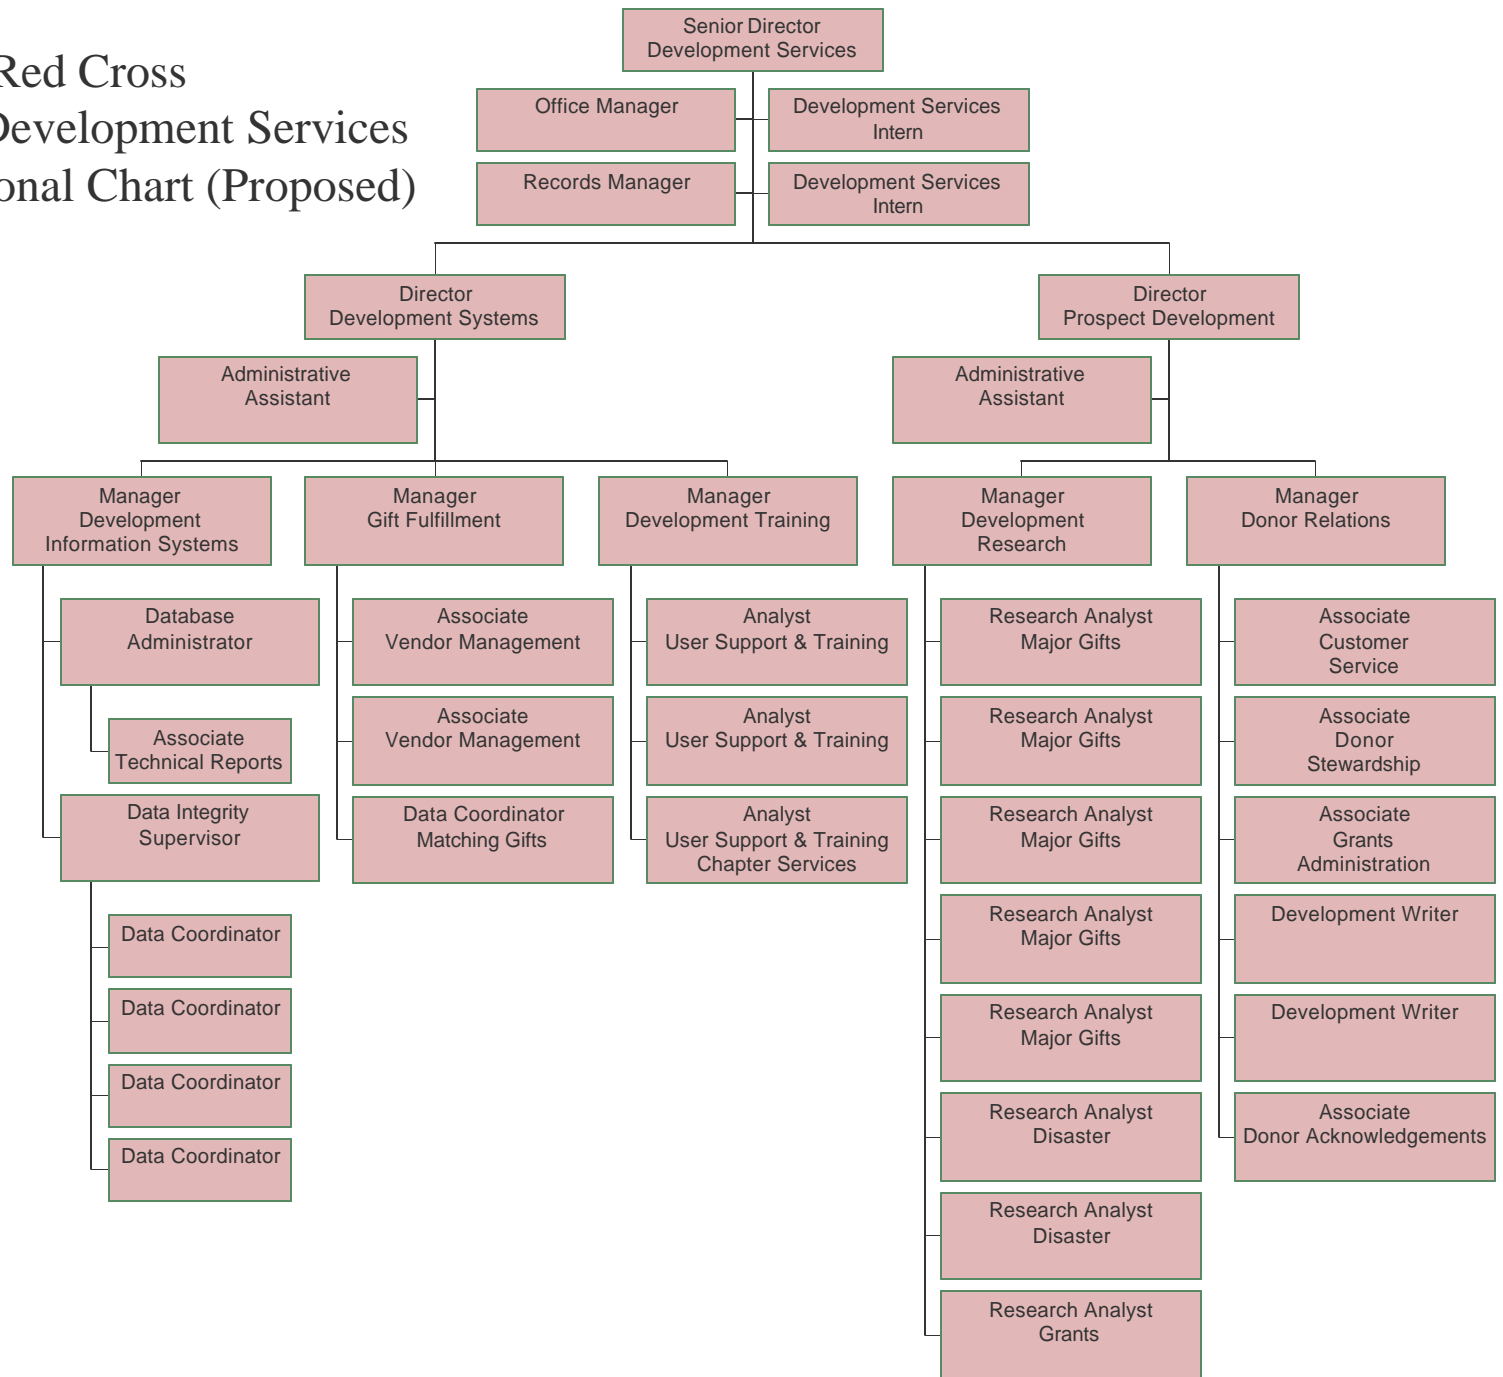 Red Cross
Development Services
onal Chart (Proposed)
Senior Director
Development Services
Office Manager
Development Services
Intern
Records Manager
Development Services
Intern
Director
Development Systems
Director
Prospect Development
Administrative
Assistant
Administrative
Assistant
Manager
Development
Information Systems
Manager
Gift Fulfillment
Manager
Development Training
Manager
Development
Research
Manager
Donor Relations
Database
Administrator
Associate
Technical Reports
Data Integrity
Supervisor
Data Coordinator
Data Coordinator
Data Coordinator
Data Coordinator
Associate
Vendor Management
Associate
Vendor Management
Data Coordinator
Matching Gifts
Analyst
User Support & Training
Analyst
User Support & Training
Analyst
User Support & Training
Chapter Services
Research Analyst
Major Gifts
Research Analyst
Major Gifts
Research Analyst
Major Gifts
Research Analyst
Major Gifts
Research Analyst
Major Gifts
Research Analyst
Disaster
Research Analyst
Disaster
Research Analyst
Grants
Associate
Customer
Service
Associate
Donor
Stewardship
Associate
Grants
Administration
Development Writer
Development Writer
Associate
Donor Acknowledgements